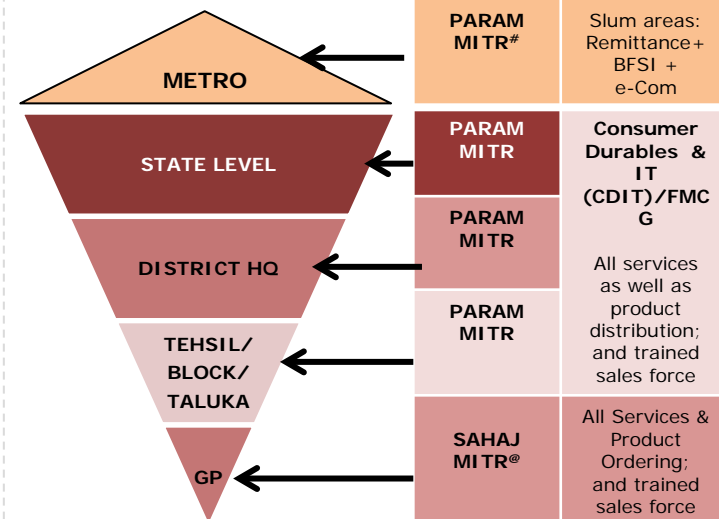 METRO
PARAM
MITR#
Slum areas:
Remittance+
BFSI +
e-Com
STATE LEVEL
PARAM
MITR
Consumer
Durables &
IT
(CDIT)/FMC
G
All services
as well as
product
distribution;
and trained
sales force
DISTRICT HQ
PARAM
MITR
TEHSIL/
BLOCK/
TALUKA
PARAM
MITR
GP
SAHAJ
MITR@
All Services &
Product
Ordering;
and trained
sales force